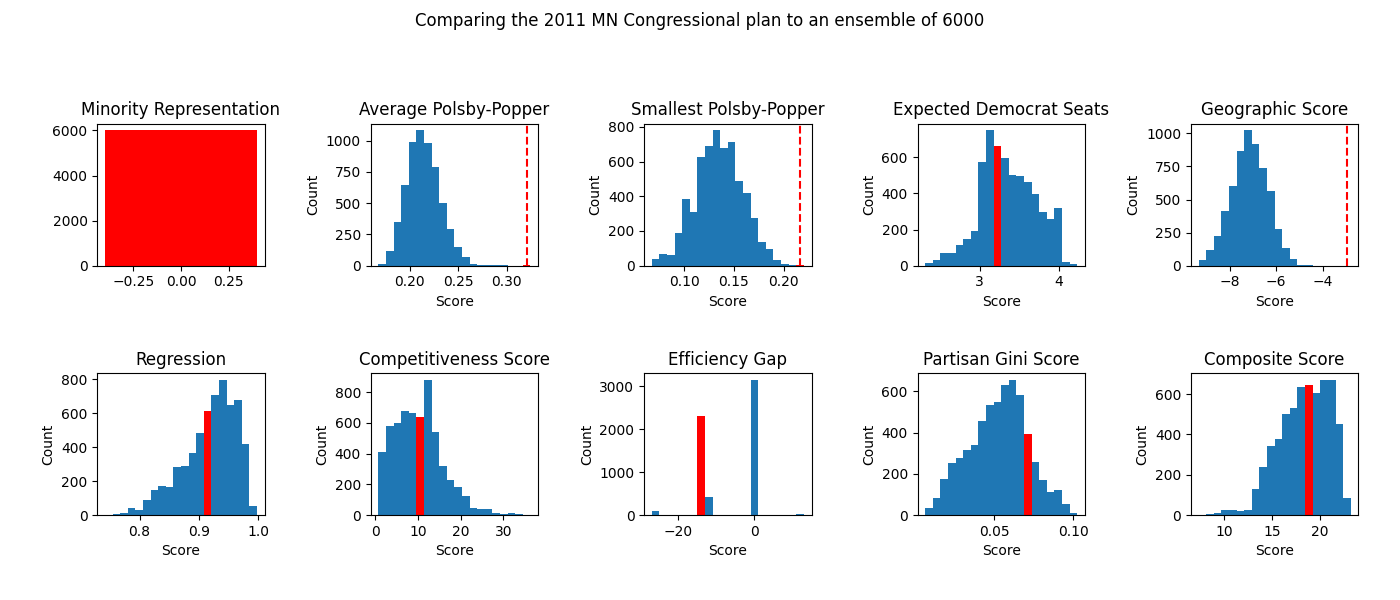 Comparing the 2011 MN Congressional plan to an ensemble of 6000
Minority Representation
6000
4000
2000
0
−0.25 0.00 0.25
Average Polsby-Popper
Count
1000
750
500
250
0
0.20 0.25 0.30
Score
Smallest Polsby-Popper
Count
800
600
400
200
0
0.10 0.15 0.20
Score
Expected Democrat Seats
Count
600
400
200
0
3 4
Score
Geographic Score
Count
1000
750
500
250
0
−8 −6 −4
Score
Regression
Count
800
600
400
200
0
0.8 0.9 1.0
Score
Competitiveness Score
Count
800
600
400
200
0
0 10 20 30
Score
Efficiency Gap
Count
3000
2000
1000
0
−20 0
Score
Partisan Gini Score
Count
600
400
200
0
0.05 0.10
Score
Composite Score
Count
600
400
200
0
10 15 20
Score